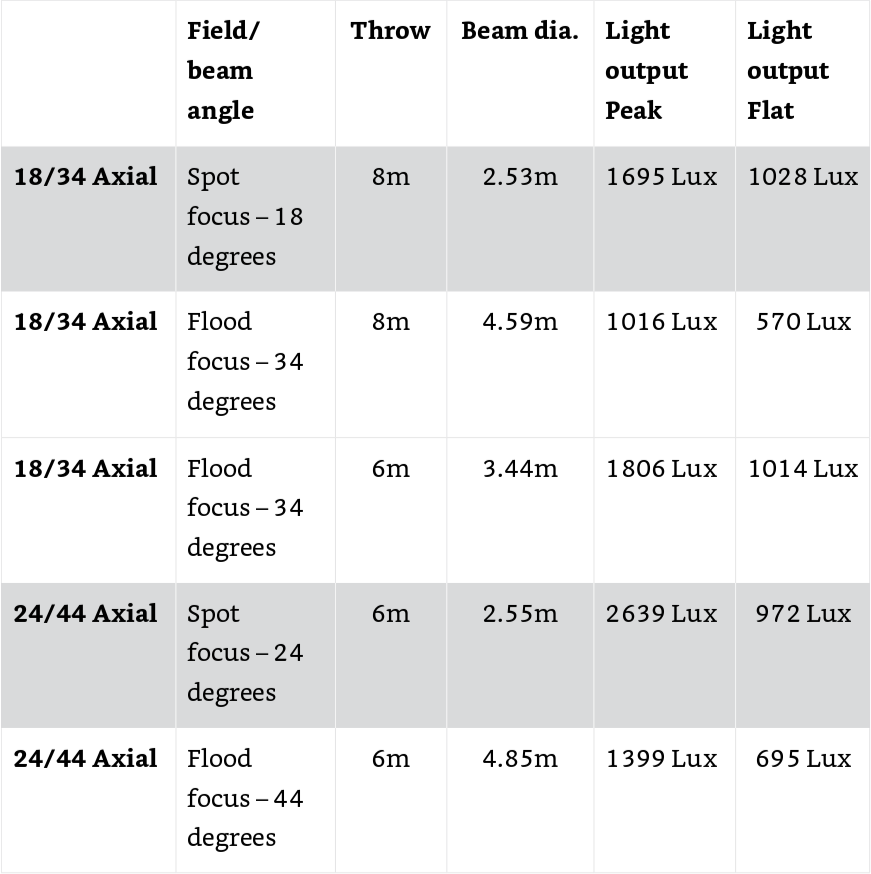 Field/ beam angle Throw Beam dia. Light output Peak Light output Flat
18/34 Axial Spot focus – 18 degrees 8m 2.53m 1695 Lux 1028 Lux
18/34 Axial Flood focus – 34 degrees 8m 4.59m 1016 Lux 570 Lux
18/34 Axial Flood focus – 34 degrees 6m 3.44m 1806 Lux 1014 Lux
24/44 Axial Spot focus – 24 degrees 6m 2.55m 2639 Lux 972 Lux
24/44 Axial Flood focus – 44 degrees 6m 4.85m 1399 Lux 695 Lux